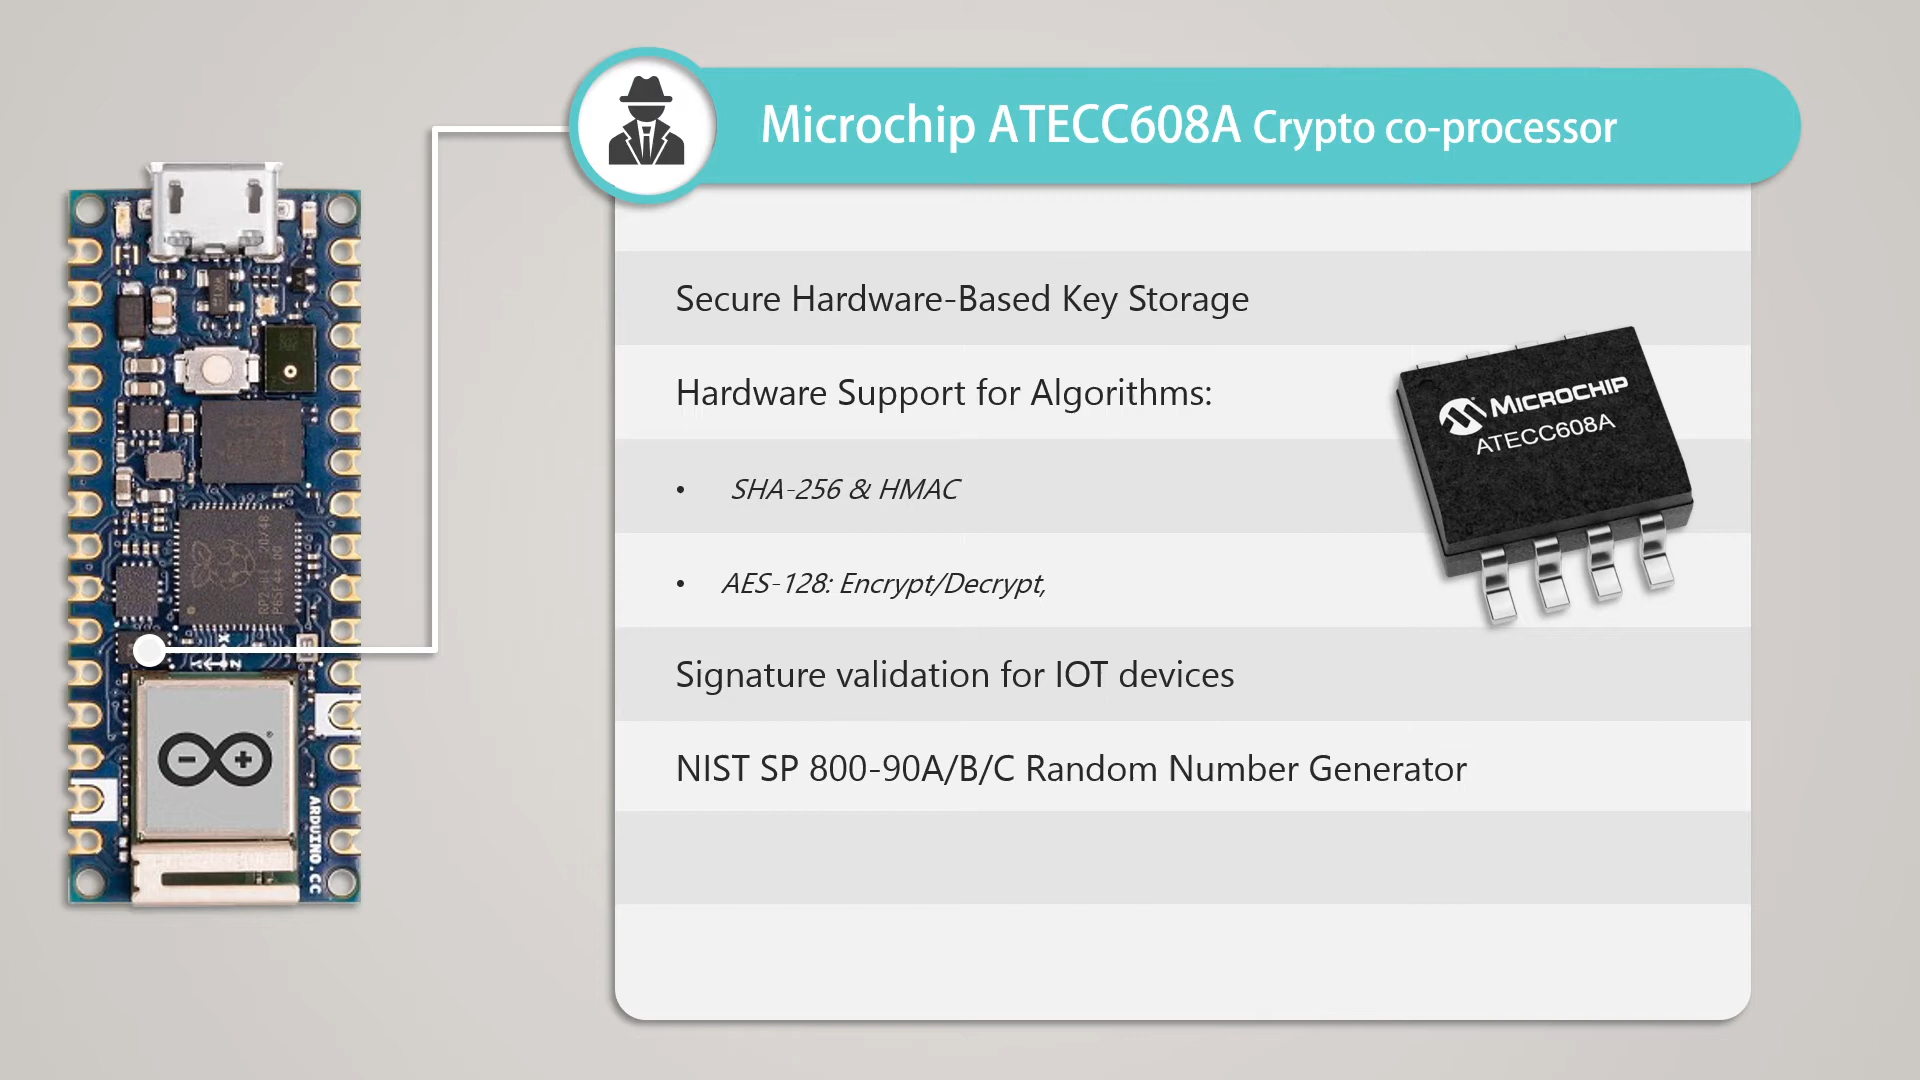 Microchip ATECC608A Crypto co-processor
Secure Hardware-Based Key Storage
Hardware Support for Algorithms:
• SHA-256 & HMAC
• AES-128: Encrypt/Decrypt,
Signature validation for IOT devices
NIST SP 800-90A/B/C Random Number Generator
MICROCHIP
ATECC608A
ARDUINO.CC